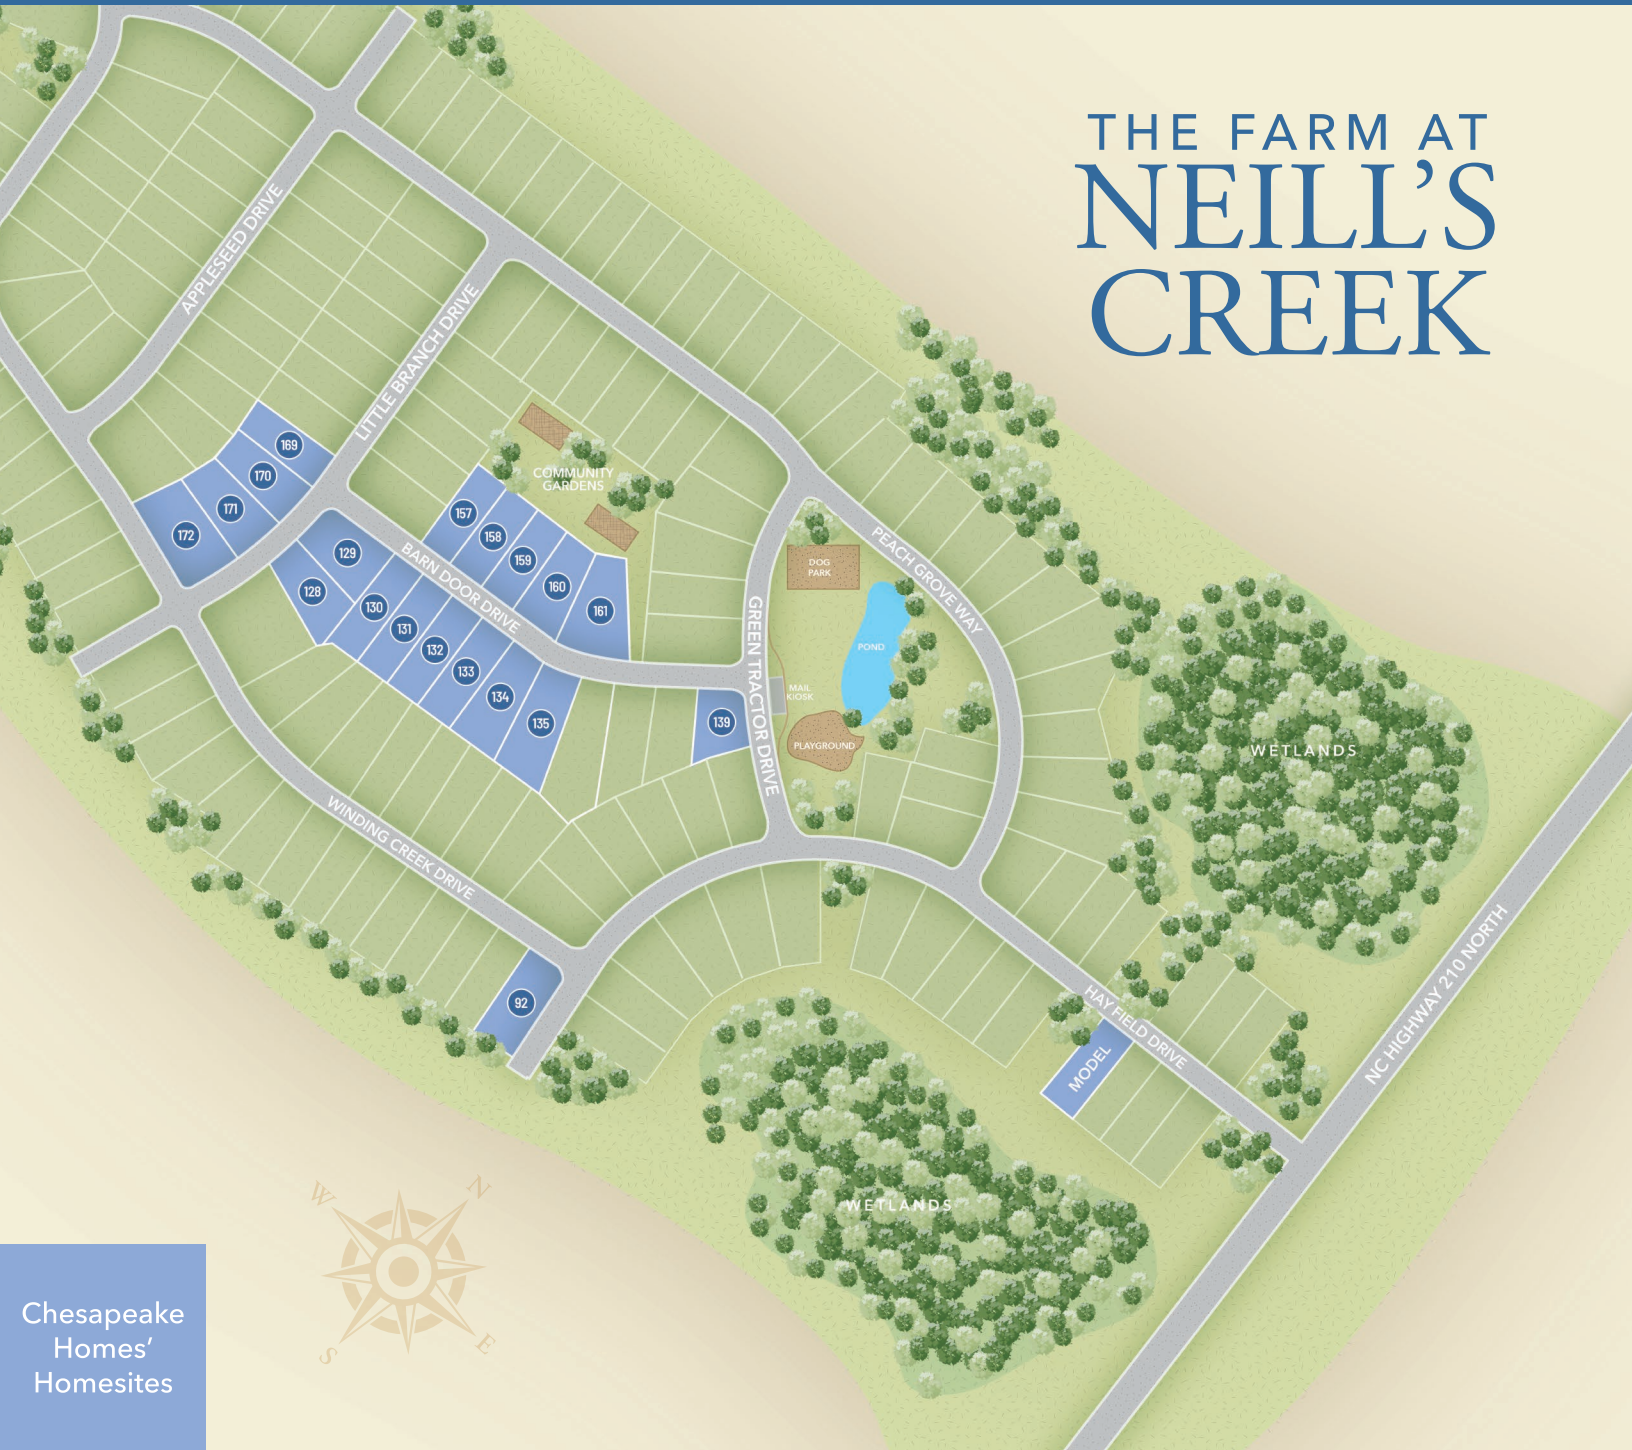 THE FARM AT
NEILL’S
CREEK
APPLESEED DRIVE
LITTLE BRANCH DRIVE
169
170
171
172
COMMUNITY
GARDENS
157
158
159
160
161
129
128
130
131
132
133
134
135
BARN DOOR DRIVE
139
GREEN TRACTOR DRIVE
DOG
PARK
PEACH GROVE WAY
POND
MAIL
KIOSK
PLAYGROUND
WETLANDS
WINDING CREEK DRIVE
92
HAY FIELD DRIVE
MODEL
NC HIGHWAY 210 NORTH
WETLANDS
W
N
S
E
Chesapeake
Homes’
Homesites